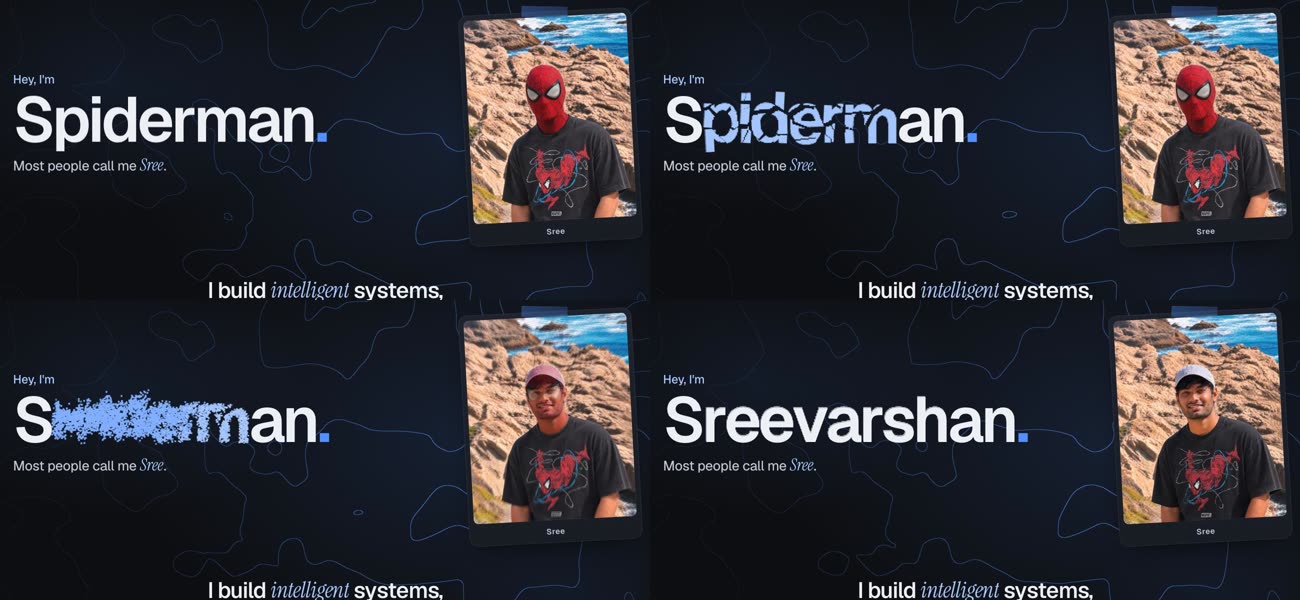 Hey, I'm
Spiderman.
Most people call me Sree.
Sree
I build intelligent systems,
Hey, I'm
Spiderman.
Most people call me Sree.
Sree
I build intelligent systems,
Hey, I'm
S an.
Most people call me Sree.
Sree
I build intelligent systems,
Hey, I'm
Sreevarshan.
Most people call me Sree.
Sree
I build intelligent systems,